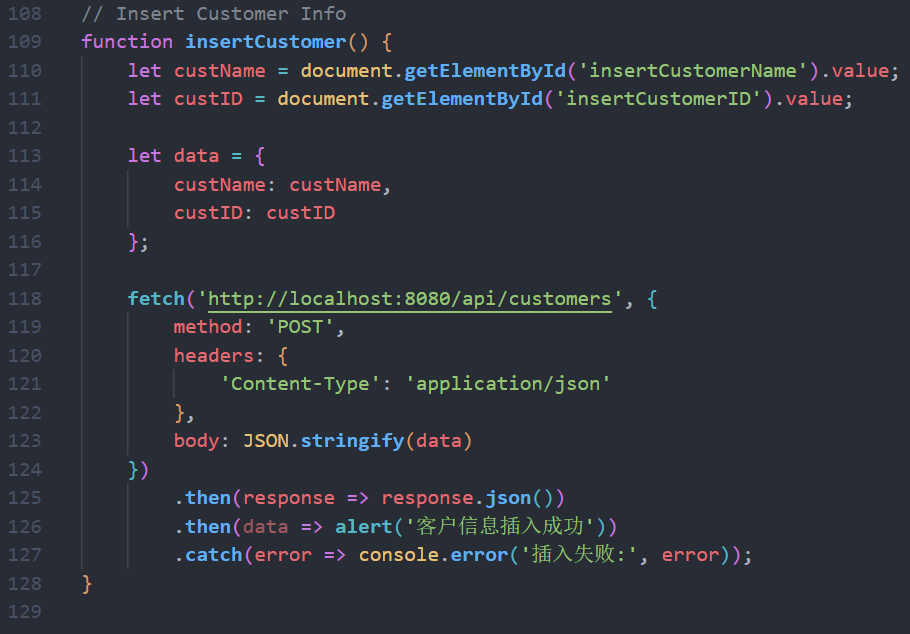 108 // Insert Customer Info
109 function insertCustomer() {
110     let custName = document.getElementById('insertCustomerName').value;
111     let custID = document.getElementById('insertCustomerID').value;
112
113     let data = {
114         custName: custName,
115         custID: custID
116     };
117
118     fetch('http://localhost:8080/api/customers', {
119         method: 'POST',
120         headers: {
121             'Content-Type': 'application/json'
122         },
123         body: JSON.stringify(data)
124     })
125         .then(response => response.json())
126         .then(data => alert('客户信息插入成功'))
127         .catch(error => console.error('插入失败:', error));
128 }
129